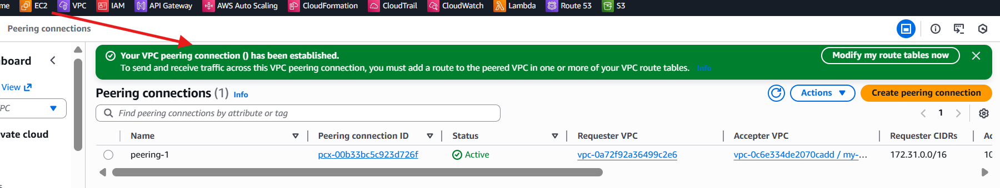 me EC2 VPC IAM API Gateway AWS Auto Scaling CloudFormation CloudTrail CloudWatch Lambda Route 53 S3
Peering connections
board
View
PC
vate cloud
s
Your VPC peering connection () has been established.
To send and receive traffic across this VPC peering connection, you must add a route to the peered VPC in one or more of your VPC route tables. Info
Modify my route tables now
Peering connections (1) Info
Actions
Create peering connection
Find peering connections by attribute or tag
1
Name Peering connection ID Status Requester VPC Accepter VPC Requester CIDRs Ac
peering-1 pcx-00b33bc5c923d726f Active vpc-0a72f92a36499c2e6 vpc-0c6e334de2070cadd / my-... 172.31.0.0/16 10